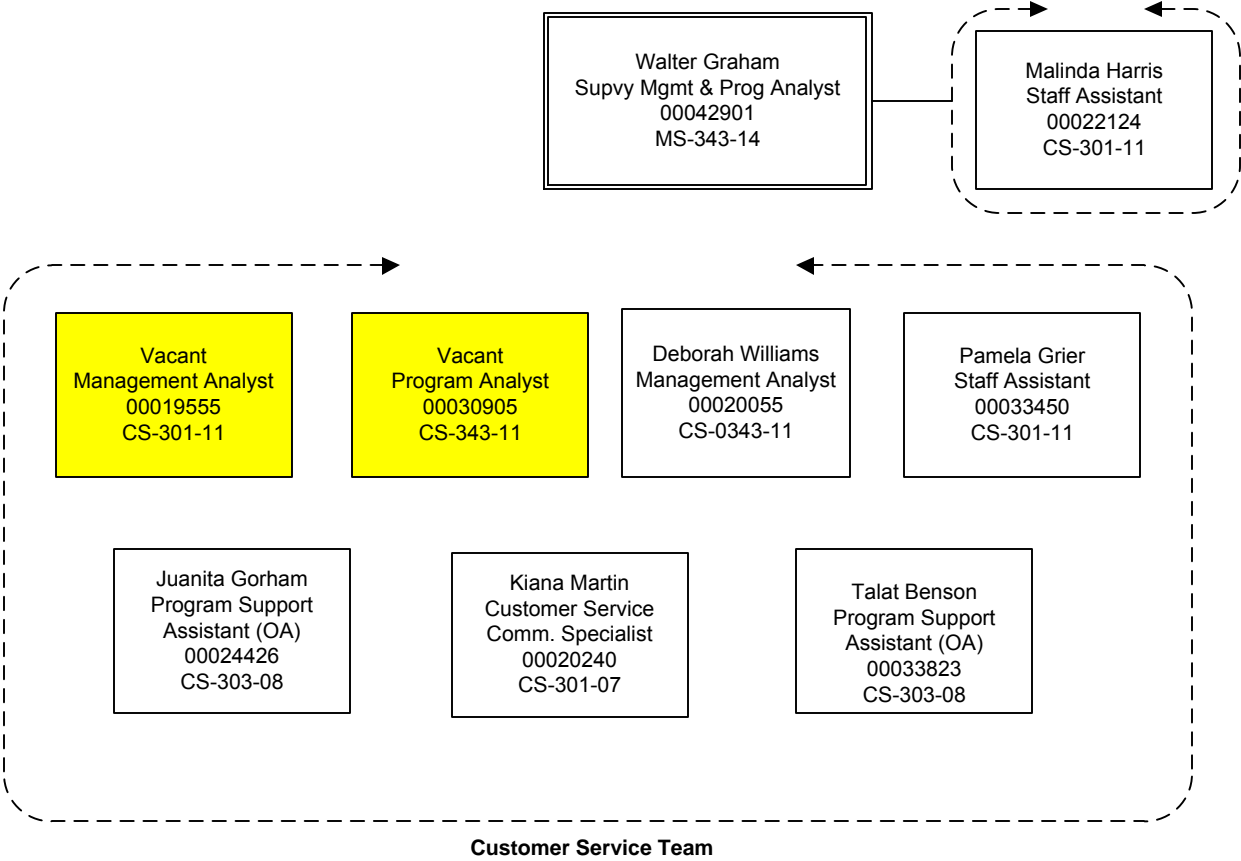 Walter Graham
Supvy Mgmt & Prog Analyst
00042901
MS-343-14
Malinda Harris
Staff Assistant
00022124
CS-301-11
Vacant
Management Analyst
00019555
CS-301-11
Vacant
Program Analyst
00030905
CS-343-11
Deborah Williams
Management Analyst
00020055
CS-0343-11
Pamela Grier
Staff Assistant
00033450
CS-301-11
Juanita Gorham
Program Support
Assistant (OA)
00024426
CS-303-08
Kiana Martin
Customer Service
Comm. Specialist
00020240
CS-301-07
Talat Benson
Program Support
Assistant (OA)
00033823
CS-303-08
Customer Service Team